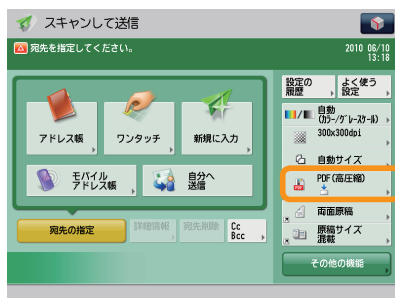 スキャンして送信
宛先を指定してください。
2010 06/10
13:18
設定の
履歴
よく使う
設定
アドレス帳
ワンタッチ
新規に入力
モバイル
アドレス帳
自分へ
送信
宛先の指定
詳細情報
宛先削除
Cc
Bcc
自動
(カラー/グレースケール)
300x300dpi
自動サイズ
PDF(高圧縮)
両面原稿
原稿サイズ
混載
その他の機能